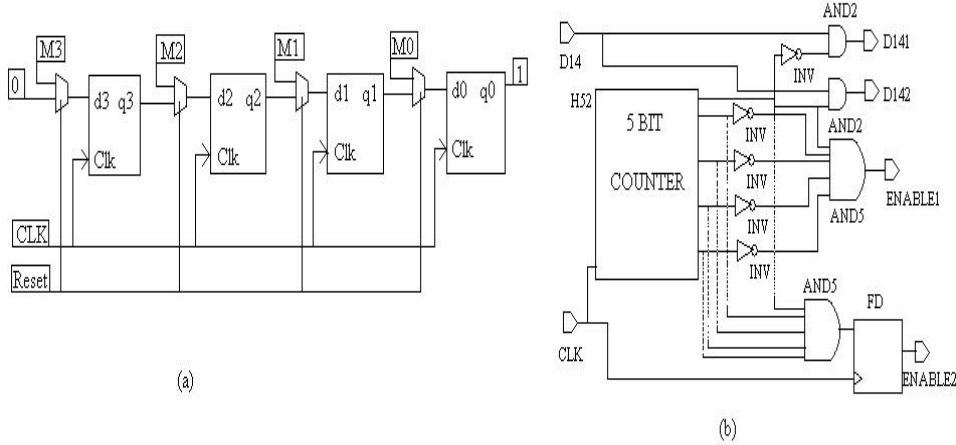 M3
M2
M1
M0
0
1
d3 q3
d2 q2
d1 q1
d0 q0
Clk
Clk
Clk
Clk
CLK
Reset
(a)
AND2
D14
D141
INV
D142
AND2
H52
5 BIT
COUNTER
INV
INV
INV
INV
AND5
ENABLE1
AND5
FD
CLK
ENABLE2
(b)